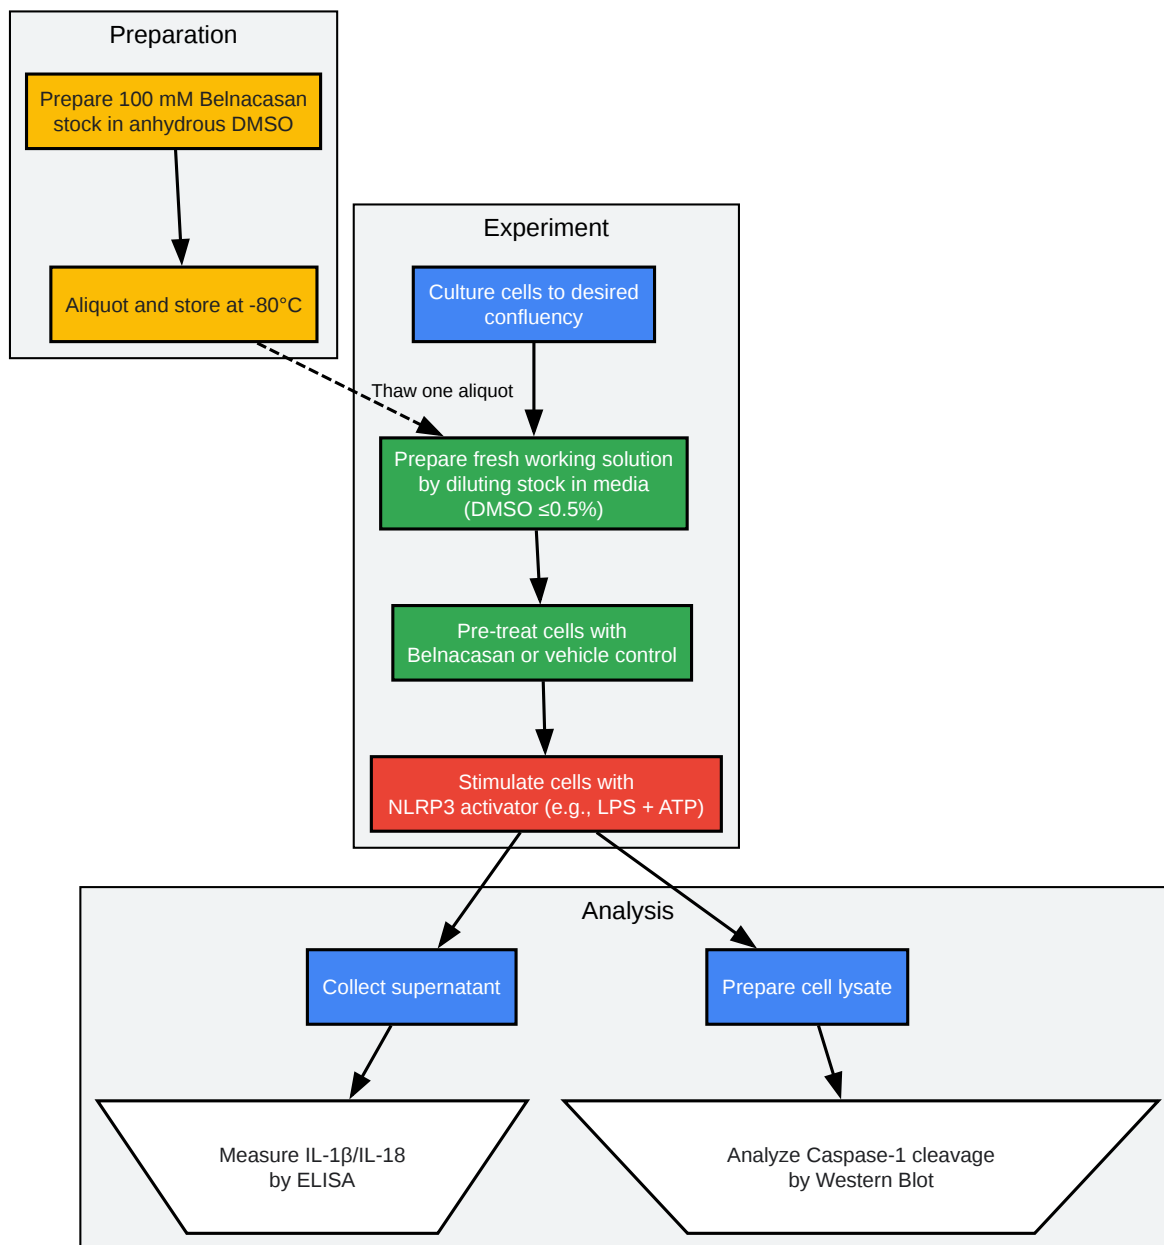 Preparation
Prepare 100 mM Belnacasan
stock in anhydrous DMSO
Aliquot and store at -80°C
Experiment
Culture cells to desired
confluency
Thaw one aliquot
Prepare fresh working solution
by diluting stock in media
(DMSO ≤0.5%)
Pre-treat cells with
Belnacasan or vehicle control
Stimulate cells with
NLRP3 activator (e.g., LPS + ATP)
Analysis
Collect supernatant
Prepare cell lysate
Measure IL-1β/IL-18
by ELISA
Analyze Caspase-1 cleavage
by Western Blot